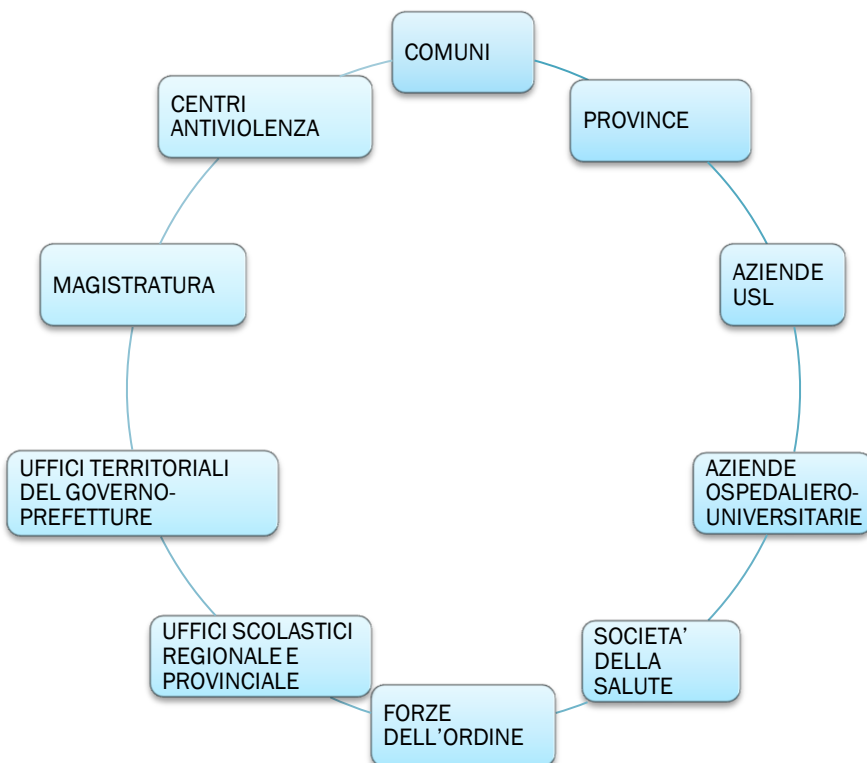 COMUNI
PROVINCE
AZIENDE
USL
AZIENDE
OSPEDALIERO-
UNIVERSITARIE
SOCIETA’
DELLA
SALUTE
FORZE
DELL’ORDINE
UFFICI SCOLASTICI
REGIONALE E
PROVINCIALE
UFFICI TERRITORIALI
DEL GOVERNO-
PREFETTURE
MAGISTRATURA
CENTRI
ANTIVIOLENZA